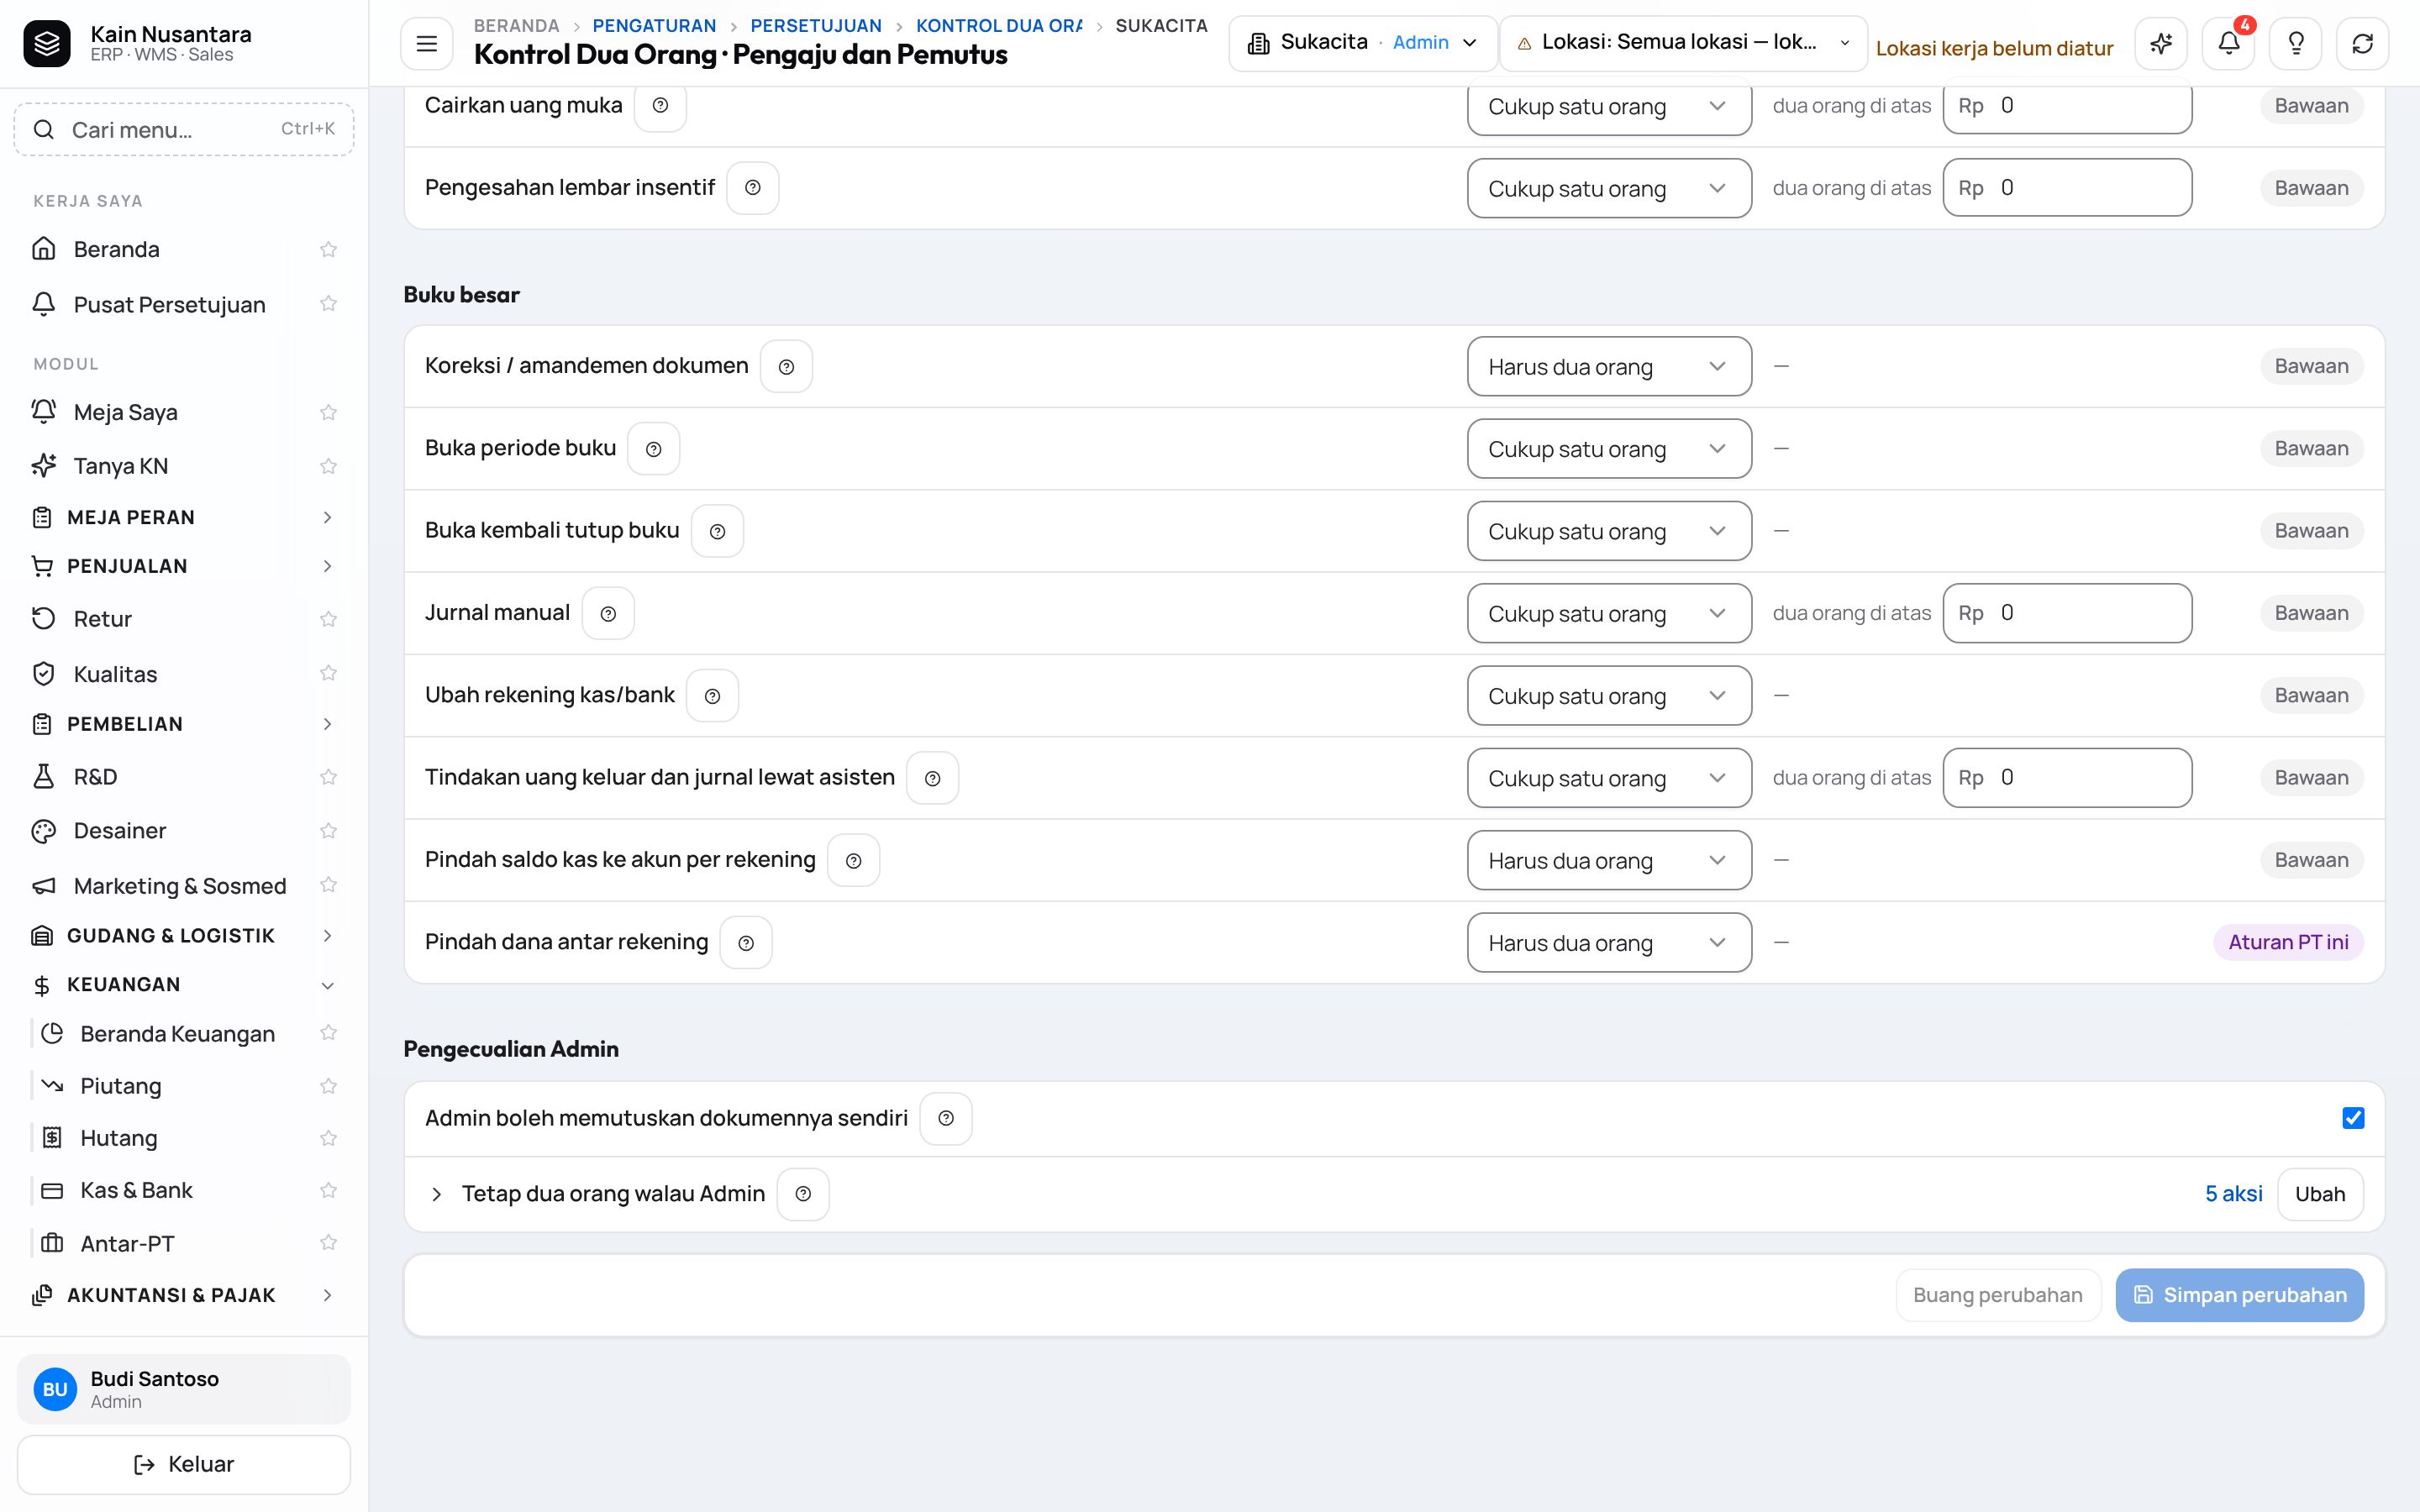 Kain Nusantara
ERP · WMS · Sales
Cari menu... Ctrl+K
KERJA SAYA
Beranda
Pusat Persetujuan
MODUL
Meja Saya
Tanya KN
MEJA PERAN
PENJUALAN
Retur
Kualitas
PEMBELIAN
R&D
Desainer
Marketing & Sosmed
GUDANG & LOGISTIK
KEUANGAN
Beranda Keuangan
Piutang
Hutang
Kas & Bank
Antar-PT
AKUNTANSI & PAJAK
BU
Budi Santoso
Admin
Keluar
BERANDA > PENGATURAN > PERSETUJUAN > KONTROL DUA ORA > SUKACITA
Kontrol Dua Orang · Pengaju dan Pemutus
Sukacita · Admin
Lokasi: Semua lokasi — lok...
Lokasi kerja belum diatur
4
Cairkan uang muka Cukup satu orang dua orang di atas Rp 0 Bawaan
Pengesahan lembar insentif Cukup satu orang dua orang di atas Rp 0 Bawaan
Buku besar
Koreksi / amandemen dokumen Harus dua orang — Bawaan
Buka periode buku Cukup satu orang — Bawaan
Buka kembali tutup buku Cukup satu orang — Bawaan
Jurnal manual Cukup satu orang dua orang di atas Rp 0 Bawaan
Ubah rekening kas/bank Cukup satu orang — Bawaan
Tindakan uang keluar dan jurnal lewat asisten Cukup satu orang dua orang di atas Rp 0 Bawaan
Pindah saldo kas ke akun per rekening Harus dua orang — Bawaan
Pindah dana antar rekening Harus dua orang — Aturan PT ini
Pengecualian Admin
Admin boleh memutuskan dokumennya sendiri
Tetap dua orang walau Admin 5 aksi Ubah
Buang perubahan Simpan perubahan